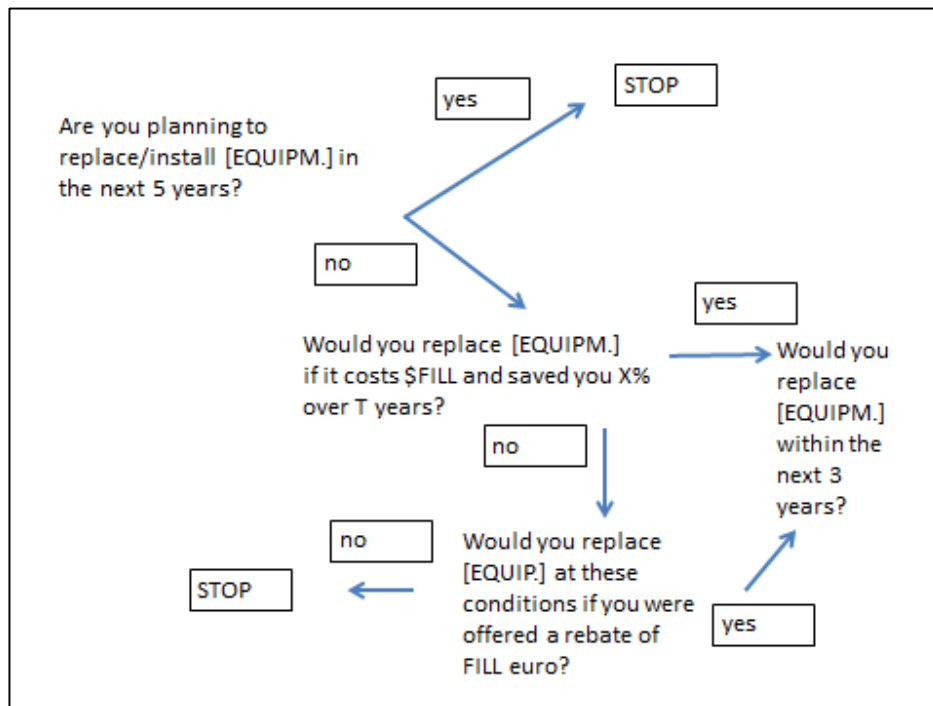 yes
STOP
Are you planning to
replace/install [EQUIPM.] in
the next 5 years?
no
yes
Would you replace [EQUIPM.]
if it costs $FILL and saved you X%
over T years?
Would you
replace
[EQUIPM.]
within the
next 3
years?
no
no
Would you replace
[EQUIP.] at these
conditions if you were
offered a rebate of
FILL euro?
STOP
yes